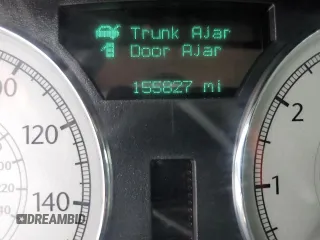 Trunk Ajar
Door Ajar
155827 mi
120
140
2
1
DREAMBID